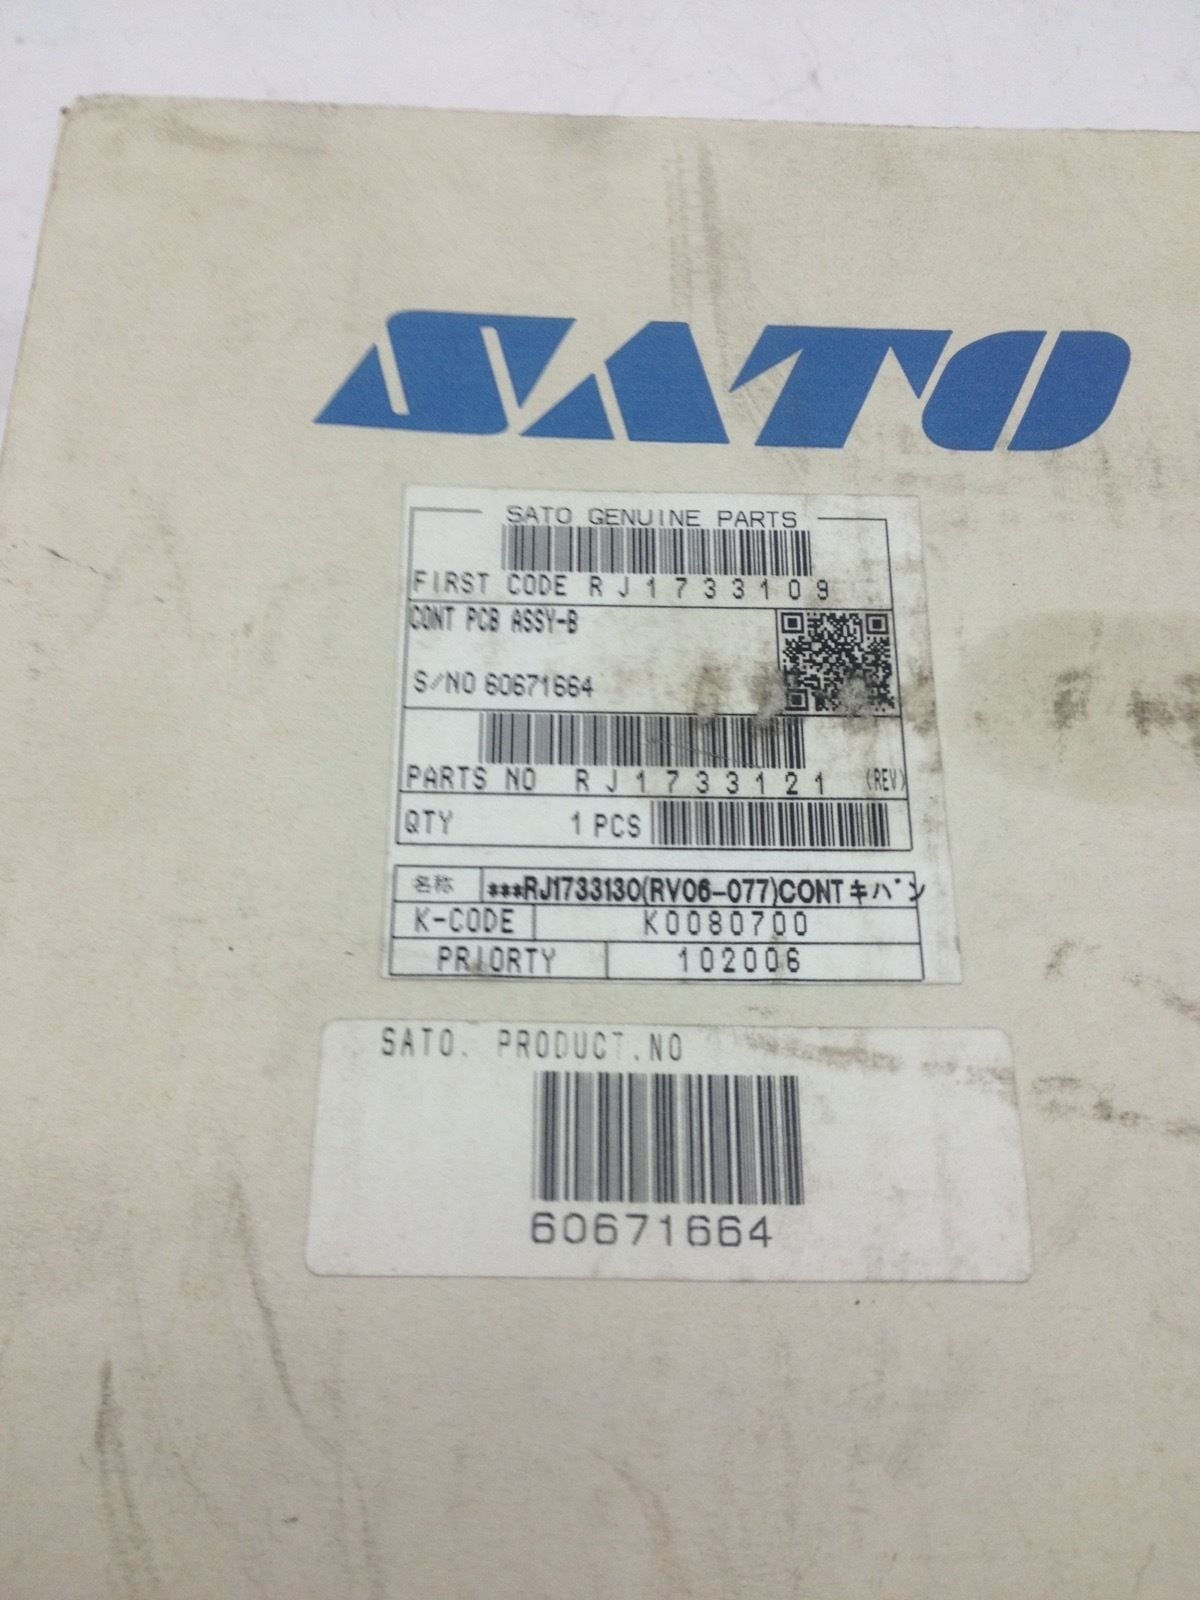 SATO
SATO GENUINE PARTS
FIRST CODE RJ1733109
CONT PCB ASSY-B
S/NO 60671664
PARTS NO RJ1733121 (REV)
QTY 1 PCS
名称 ***RJ1733130(RV06-077)CONTキバン
K-CODE K0080700
PRIORTY 102006
SATO. PRODUCT.NO
60671664